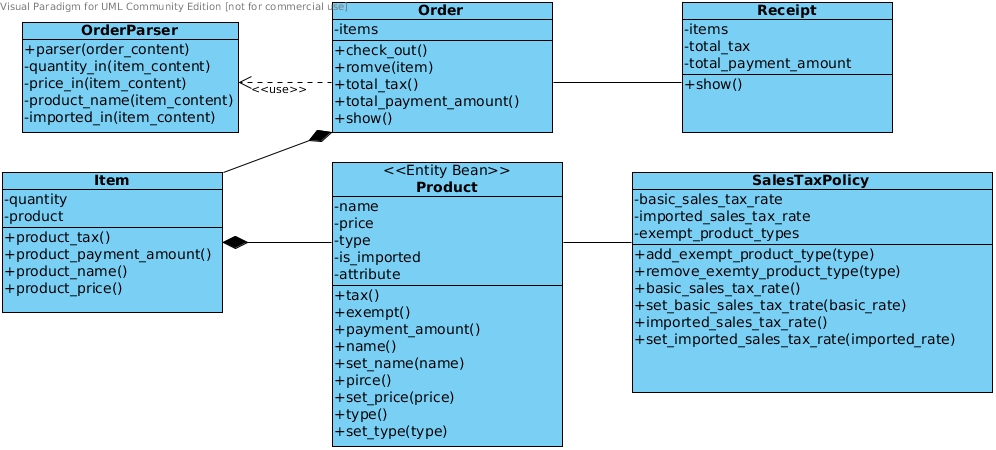 Visual Paradigm for UML Community Edition [not for commercial use]
OrderParser
+parser(order_content)
-quantity_in(item_content)
-price_in(item_content)
-product_name(item_content)
-imported_in(item_content)
<<use>>
Order
-items
+check_out()
+romve(item)
+total_tax()
+total_payment_amount()
+show()
Receipt
-items
-total_tax
-total_payment_amount
+show()
Item
-quantity
-product
+product_tax()
+product_payment_amount()
+product_name()
+product_price()
<<Entity Bean>>
Product
-name
-price
-type
-is_imported
-attribute
+tax()
+exempt()
+payment_amount()
+name()
+set_name(name)
+pirce()
+set_price(price)
+type()
+set_type(type)
SalesTaxPolicy
-basic_sales_tax_rate
-imported_sales_tax_rate
-exempt_product_types
+add_exempt_product_type(type)
+remove_exemty_product_type(type)
+basic_sales_tax_rate()
+set_basic_sales_tax_trate(basic_rate)
+imported_sales_tax_rate()
+set_imported_sales_tax_rate(imported_rate)